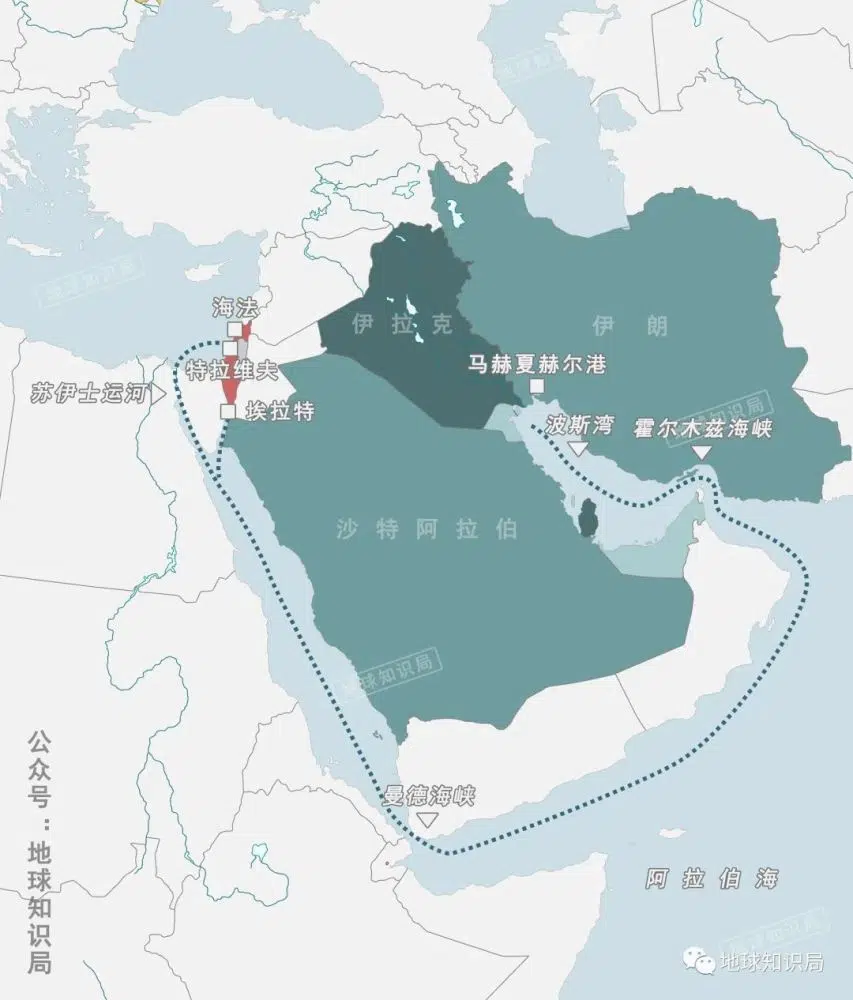 海法
伊拉克
伊朗
特拉维夫
马赫夏赫尔港
苏伊士运河
埃拉特
波斯湾
霍尔木兹海峡
沙特阿拉伯
曼德海峡
阿拉伯海
公众号：地球知识局
地球知识局
地球知识局
地球知识局
地球知识局
地球知识局
地球知识局